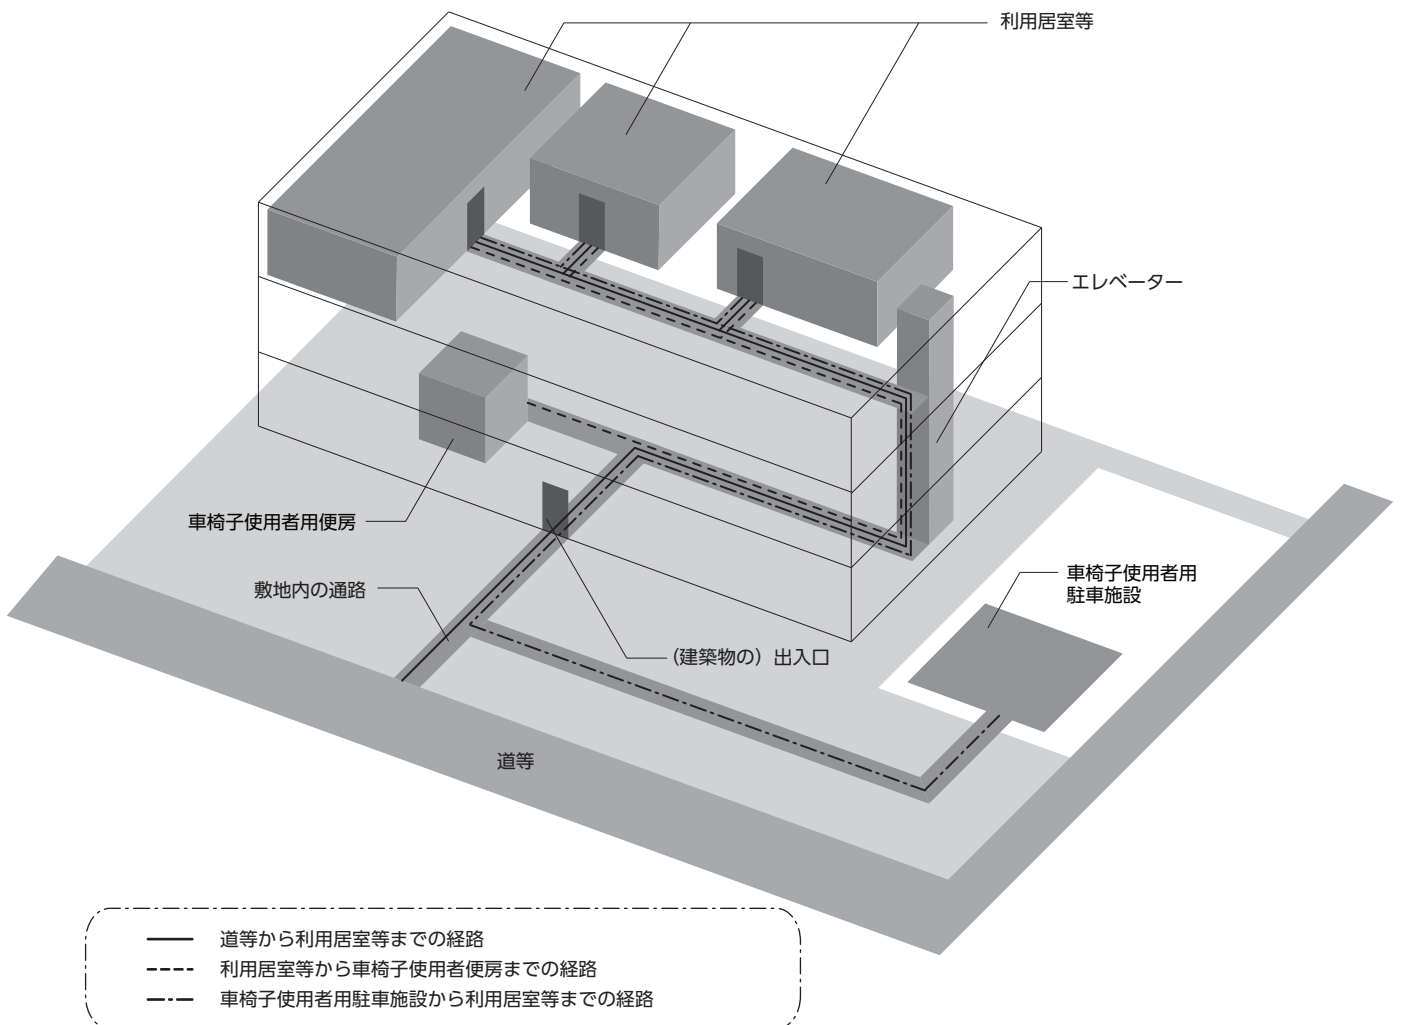 利用居室等
エレベーター
車椅子使用者用便房
敷地内の通路
車椅子使用者用
駐車施設
（建築物の）出入口
道等
道等から利用居室等までの経路
利用居室等から車椅子使用者便房までの経路
車椅子使用者用駐車施設から利用居室等までの経路